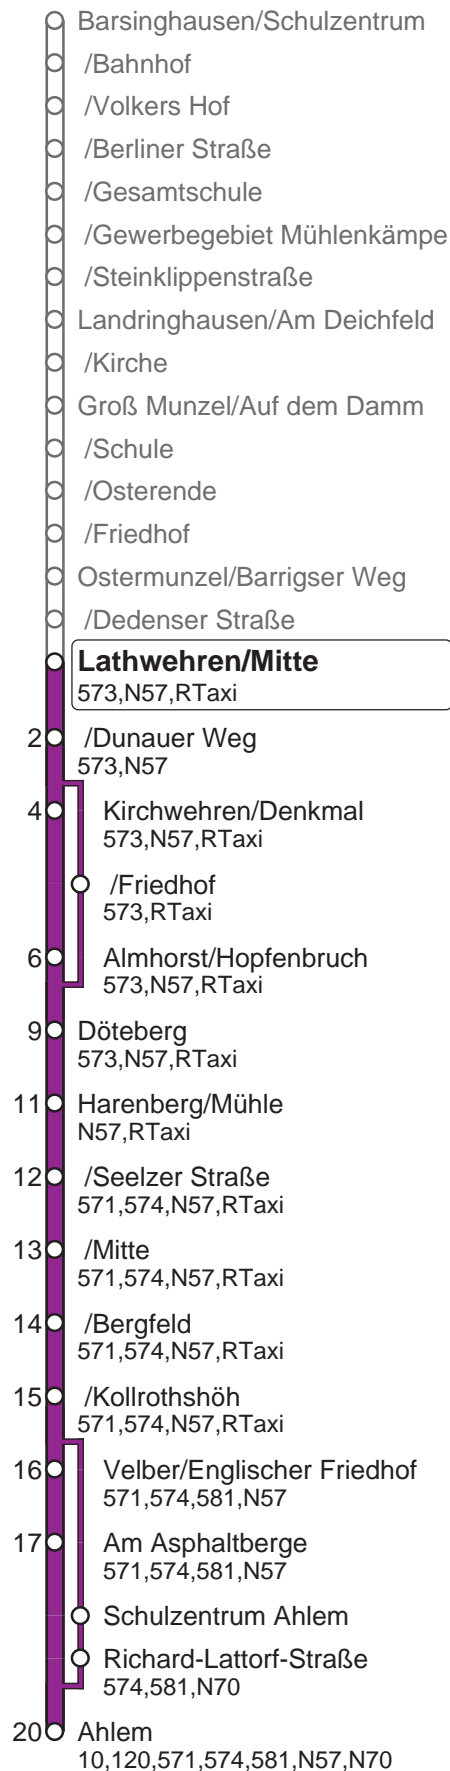 Barsinghausen/Schulzentrum
/Bahnhof
/Volkers Hof
/Berliner Straße
/Gesamtschule
/Gewerbegebiet Mühlenkämpe
/Steinklippenstraße
Landringhausen/Am Deichfeld
/Kirche
Groß Munzel/Auf dem Damm
/Schule
/Osterende
/Friedhof
Ostermunzel/Barrigser Weg
/Dedenser Straße
Lathwehren/Mitte
573,N57,RTaxi
2 /Dunauer Weg
573,N57
4 Kirchwehren/Denkmal
573,N57,RTaxi
/Friedhof
573,RTaxi
6 Almhorst/Hopfenbruch
573,N57,RTaxi
9 Döteberg
573,N57,RTaxi
11 Harenberg/Mühle
N57,RTaxi
12 /Seelzer Straße
571,574,N57,RTaxi
13 /Mitte
571,574,N57,RTaxi
14 /Bergfeld
571,574,N57,RTaxi
15 /Kollrothshöh
571,574,N57,RTaxi
16 Velber/Englischer Friedhof
571,574,581,N57
17 Am Asphaltberge
571,574,581,N57
Schulzentrum Ahlem
Richard-Lattorf-Straße
574,581,N70
20 Ahlem
10,120,571,574,581,N57,N70